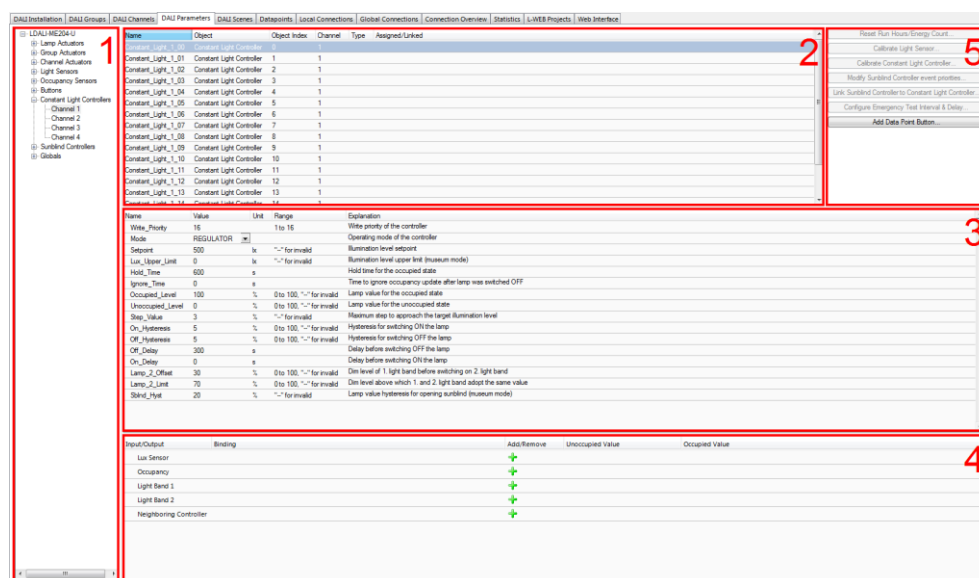 DALI Installation DALI Groups DALI Channels DALI Parameters DALI Scenes Datapoints Local Connections Global Connections Connection Overview Statistics L-WEB Projects Web Interface
LDALI-ME204-U
Lamp Actuators
Group Actuators
Channel Actuators
Light Sensors
Occupancy Sensors
Buttons
Constant Light Controllers
Channel 1
Channel 2
Channel 3
Channel 4
Sunblind Controllers
Globals
1
Name Object Object Index Channel Type Assigned/Linked
Constant_Light_1_00 Constant Light Controller 0 1
Constant_Light_1_01 Constant Light Controller 1 1
Constant_Light_1_02 Constant Light Controller 2 1
Constant_Light_1_03 Constant Light Controller 3 1
Constant_Light_1_04 Constant Light Controller 4 1
Constant_Light_1_05 Constant Light Controller 5 1
Constant_Light_1_06 Constant Light Controller 6 1
Constant_Light_1_07 Constant Light Controller 7 1
Constant_Light_1_08 Constant Light Controller 8 1
Constant_Light_1_09 Constant Light Controller 9 1
Constant_Light_1_10 Constant Light Controller 10 1
Constant_Light_1_11 Constant Light Controller 11 1
Constant_Light_1_12 Constant Light Controller 12 1
Constant_Light_1_13 Constant Light Controller 13 1
Constant_Light_1_14 Constant Light Controller 14 1
2
Reset Run Hours/Energy Count...
Calibrate Light Sensor...
Calibrate Constant Light Controller...
Modify Sunblind Controller event priorities...
Link Sunblind Controller to Constant Light Controller...
Configure Emergency Test Interval & Delay...
Add Data Point Button...
5
Name Value Unit Range Explanation
Write_Priority 16 1 to 16 Write priority of the controller
Mode REGULATOR Operating mode of the controller
Setpoint 500 lx "--" for invalid Illumination level setpoint
Lux_Upper_Limit 0 lx "--" for invalid Illumination level upper limit (museum mode)
Hold_Time 600 s Hold time for the occupied state
Ignore_Time 0 s Time to ignore occupancy update after lamp was switched OFF
Occupied_Level 100 % 0 to 100, "--" for invalid Lamp value for the occupied state
Unoccupied_Level 0 % 0 to 100, "--" for invalid Lamp value for the unoccupied state
Step_Value 3 % "--" for invalid Maximum step to approach the target illumination level
On_Hysteresis 5 % 0 to 100, "--" for invalid Hysteresis for switching ON the lamp
Off_Hysteresis 5 % 0 to 100, "--" for invalid Hysteresis for switching OFF the lamp
Off_Delay 300 s Delay before switching OFF the lamp
On_Delay 0 s Delay before switching ON the lamp
Lamp_2_Offset 30 % 0 to 100, "--" for invalid Dim level of 1. light band before switching on 2. light band
Lamp_2_Limit 70 % 0 to 100, "--" for invalid Dim level above which 1. and 2. light band adopt the same value
Sblnd_Hyst 20 % "--" for invalid Lamp value hysteresis for opening sunblind (museum mode)
3
Input/Output Binding Add/Remove Unoccupied Value Occupied Value
Lux Sensor
Occupancy
Light Band 1
Light Band 2
Neighboring Controller
4